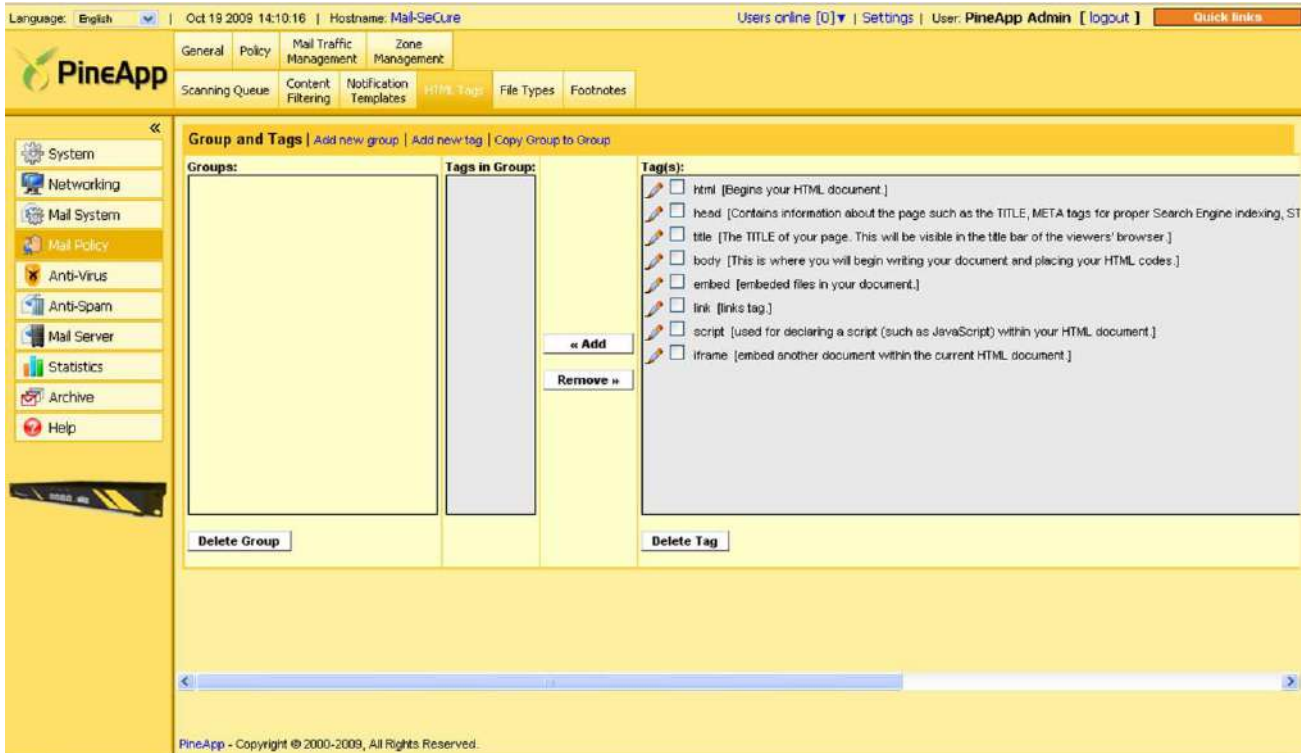 Language: English | Oct 19 2009 14:10:16 | Hostname: Mail-SeCure Users online [0]▼ | Settings | User: PineApp Admin [ logout ] Quick links
PineApp
General Policy Mail Traffic Management Zone Management
Scanning Queue Content Filtering Notification Templates HTML Tags File Types Footnotes
«
System
Networking
Mail System
Mail Policy
Anti-Virus
Anti-Spam
Mail Server
Statistics
Archive
Help
Group and Tags | Add new group | Add new tag | Copy Group to Group
Groups: Tags in Group: Tag(s):
html [Begins your HTML document.]
head [Contains information about the page such as the TITLE, META tags for proper Search Engine indexing, ST
title [The TITLE of your page. This will be visible in the title bar of the viewers' browser.]
body [This is where you will begin writing your document and placing your HTML codes.]
embed [embeded files in your document.]
link [links tag.]
script [used for declaring a script (such as JavaScript) within your HTML document.]
iframe [embed another document within the current HTML document.]
« Add
Remove »
Delete Group Delete Tag
PineApp - Copyright © 2000-2009, All Rights Reserved.